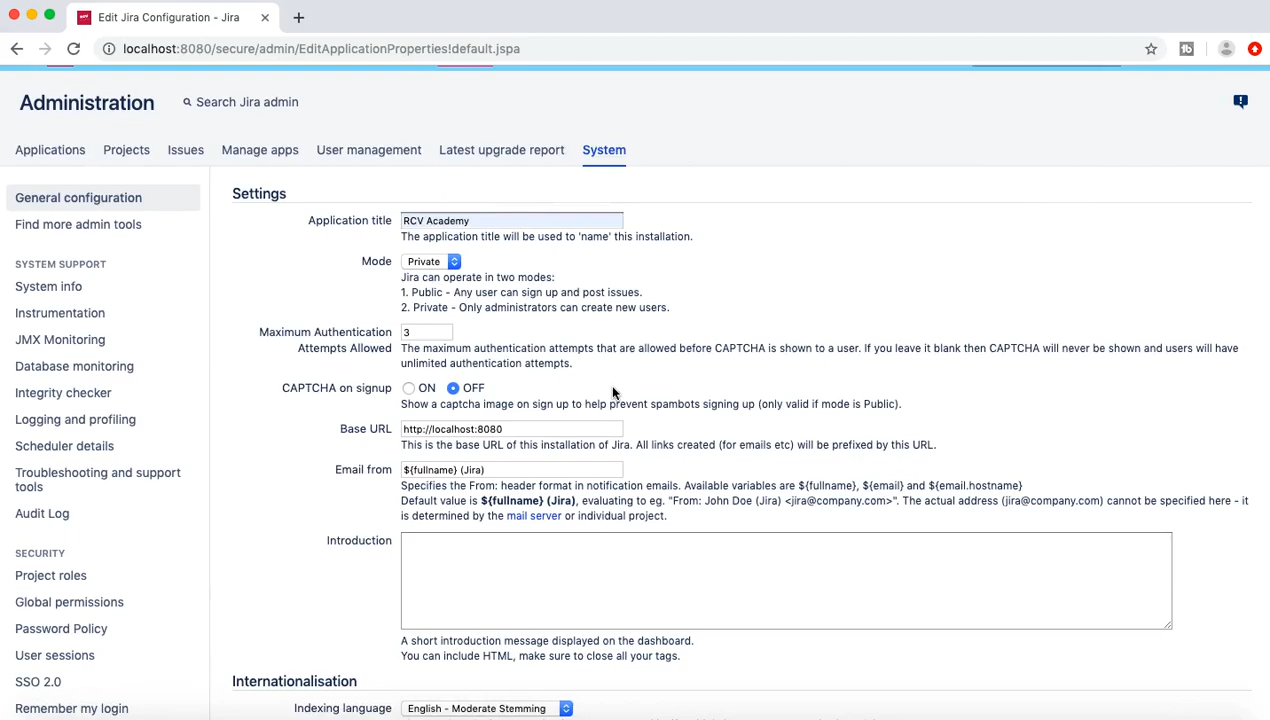 Edit Jira Configuration - Jira
localhost:8080/secure/admin/EditApplicationProperties!default.jspa
Administration
Search Jira admin
Applications
Projects
Issues
Manage apps
User management
Latest upgrade report
System
General configuration
Find more admin tools
SYSTEM SUPPORT
System info
Instrumentation
JMX Monitoring
Database monitoring
Integrity checker
Logging and profiling
Scheduler details
Troubleshooting and support
tools
Audit Log
SECURITY
Project roles
Global permissions
Password Policy
User sessions
SSO 2.0
Remember my login
Settings
Application title
RCV Academy
The application title will be used to 'name' this installation.
Mode
Private
Jira can operate in two modes:
1. Public - Any user can sign up and post issues.
2. Private - Only administrators can create new users.
Maximum Authentication
Attempts Allowed
3
The maximum authentication attempts that are allowed before CAPTCHA is shown to a user. If you leave it blank then CAPTCHA will never be shown and users will have
unlimited authentication attempts.
CAPTCHA on signup
ON
OFF
Show a captcha image on sign up to help prevent spambots signing up (only valid if mode is Public).
Base URL
http://localhost:8080
This is the base URL of this installation of Jira. All links created (for emails etc) will be prefixed by this URL.
Email from
${fullname} (Jira)
Specifies the From: header format in notification emails. Available variables are ${fullname}, ${email} and ${email.hostname}
Default value is ${fullname} (Jira), evaluating to eg. "From: John Doe (Jira) <jira@company.com>". The actual address (jira@company.com) cannot be specified here - it
is determined by the mail server or individual project.
Introduction
A short introduction message displayed on the dashboard.
You can include HTML, make sure to close all your tags.
Internationalisation
Indexing language
English - Moderate Stemming